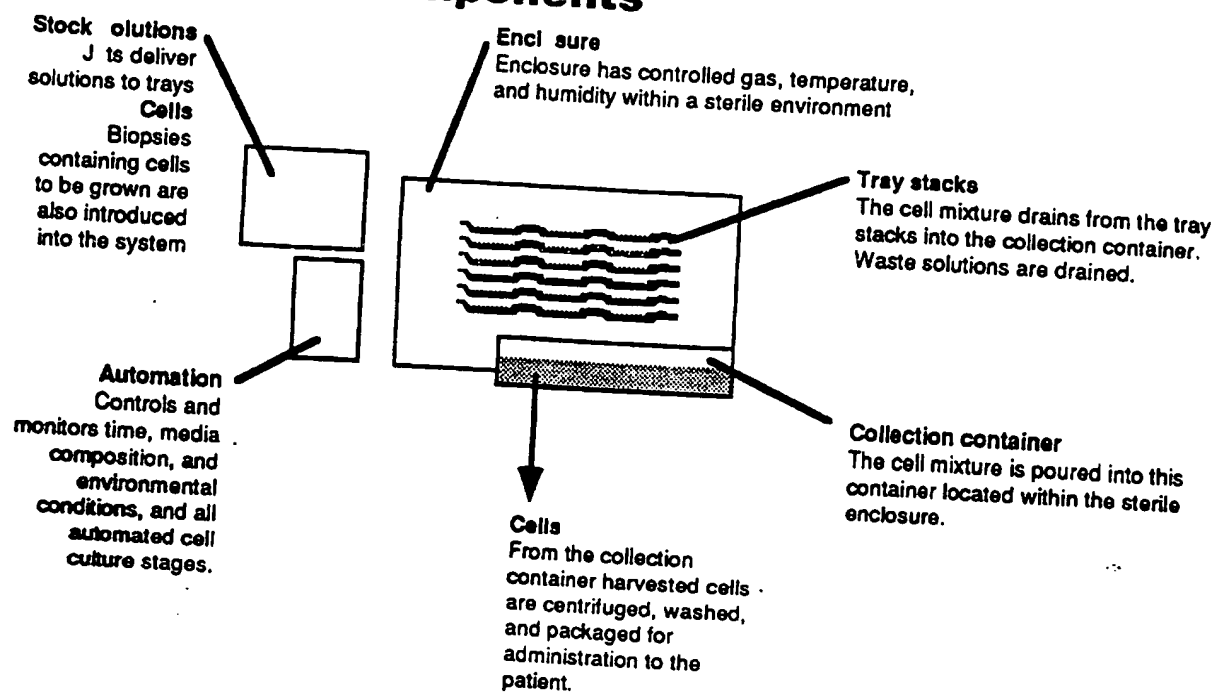 Stock olutions
J ts deliver
solutions to trays
Cells
Biopsies
containing cells
to be grown are
also introduced
into the system
Encl sure
Enclosure has controlled gas, temperature,
and humidity within a sterile environment
Tray stacks
The cell mixture drains from the tray
stacks into the collection container.
Waste solutions are drained.
Automation
Controls and
monitors time, media
composition, and
environmental
conditions, and all
automated cell
culture stages.
Collection container
The cell mixture is poured into this
container located within the sterile
enclosure.
Cells
From the collection
container harvested cells
are centrifuged, washed,
and packaged for
administration to the
patient.